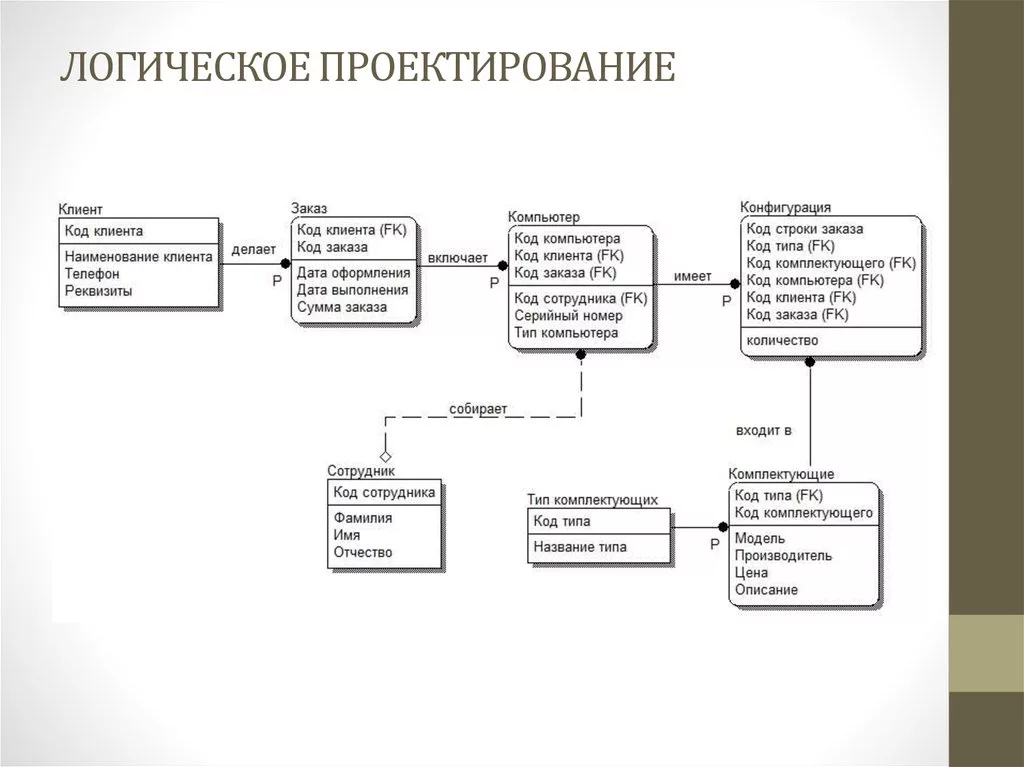 ЛОГИЧЕСКОЕ ПРОЕКТИРОВАНИЕ
Клиент
Код клиента
Наименование клиента
Телефон
Реквизиты
делает
P
Заказ
Код клиента (FK)
Код заказа
Дата оформления
Дата выполнения
Сумма заказа
включает
P
Компьютер
Код компьютера
Код клиента (FK)
Код заказа (FK)
Код сотрудника (FK)
Серийный номер
Тип компьютера
имеет
P
Конфигурация
Код строки заказа
Код типа (FK)
Код комплектующего (FK)
Код компьютера (FK)
Код клиента (FK)
Код заказа (FK)
количество
собирает
входит в
Сотрудник
Код сотрудника
Фамилия
Имя
Отчество
Тип комплектующих
Код типа
Название типа
P
Комплектующие
Код типа (FK)
Код комплектующего
Модель
Производитель
Цена
Описание